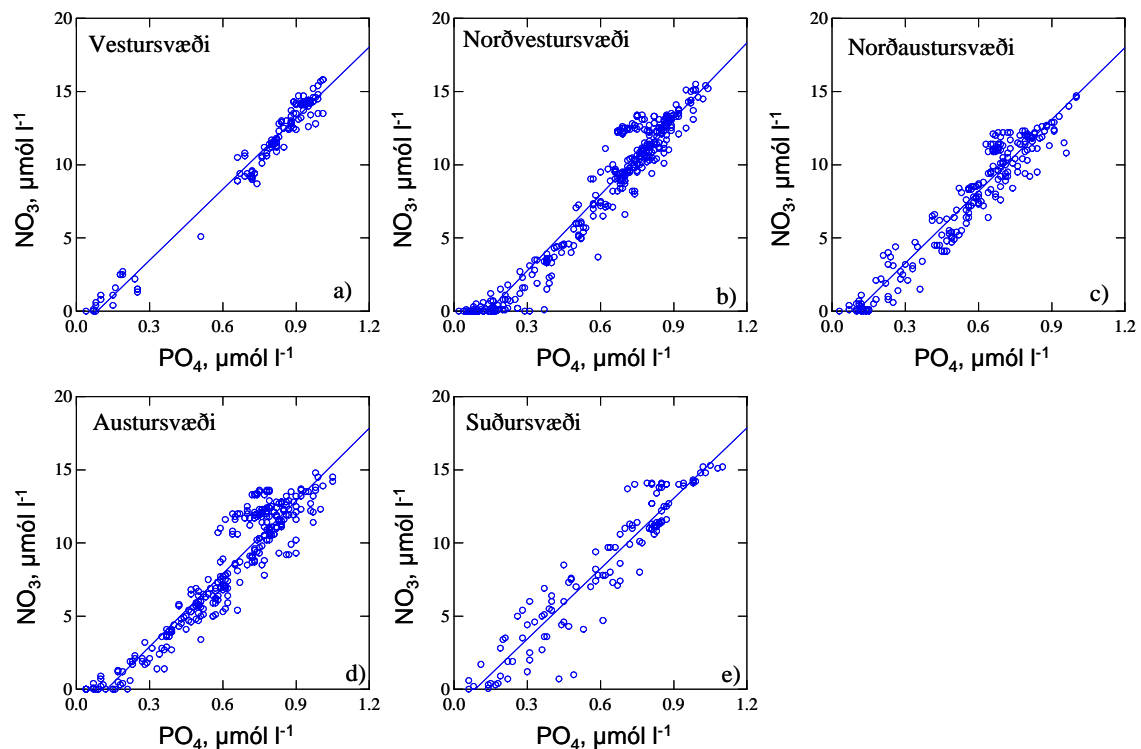 Vestursvæði
20
15
10
5
0
NO3, µmól l-1
0.0 0.3 0.6 0.9 1.2
PO4, µmól l-1
a)
Norðvestursvæði
20
15
10
5
0
NO3, µmól l-1
0.0 0.3 0.6 0.9 1.2
PO4, µmól l-1
b)
Norðaustursvæði
20
15
10
5
0
NO3, µmól l-1
0.0 0.3 0.6 0.9 1.2
PO4, µmól l-1
c)
Austursvæði
20
15
10
5
0
NO3, µmól l-1
0.0 0.3 0.6 0.9 1.2
PO4, µmól l-1
d)
Suðursvæði
20
15
10
5
0
NO3, µmól l-1
0.0 0.3 0.6 0.9 1.2
PO4, µmól l-1
e)